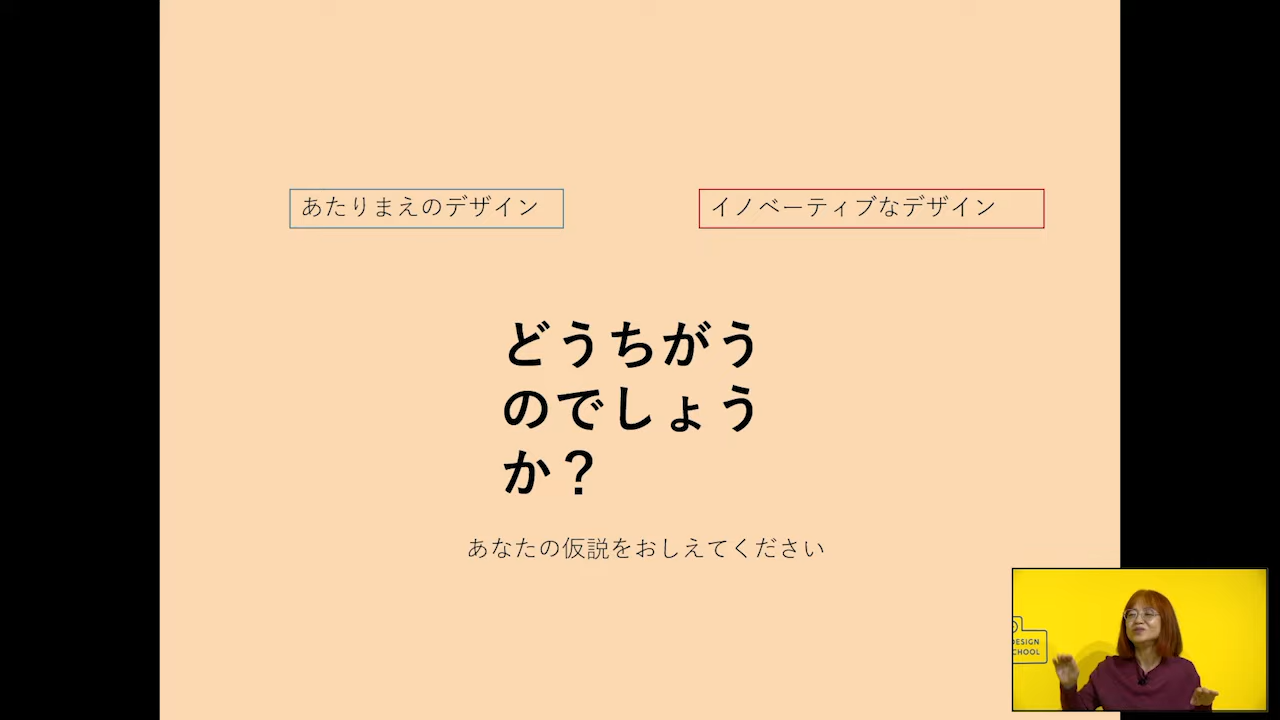 あたりまえのデザイン
イノベーティブなデザイン
どうちがう
のでしょう
か？
あなたの仮説をおしえてください
DESIGN
CHOOL